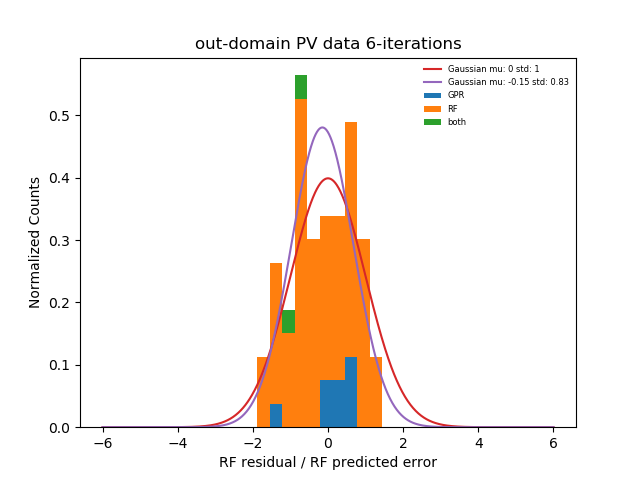 out-domain PV data 6-iterations
Gaussian mu: 0 std: 1
Gaussian mu: -0.15 std: 0.83
GPR
RF
both
Normalized Counts
0.5
0.4
0.3
0.2
0.1
0.0
−6 −4 −2 0 2 4 6
RF residual / RF predicted error